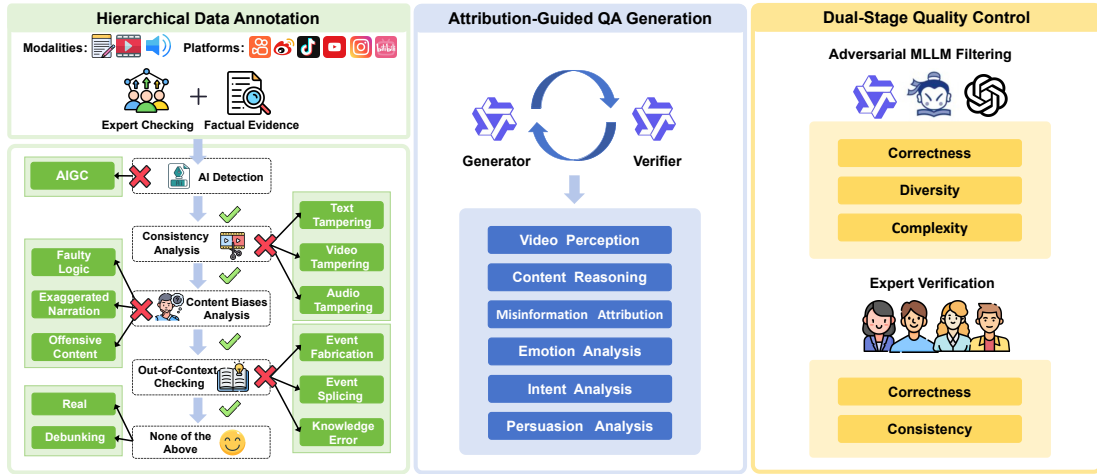 Hierarchical Data Annotation
Modalities:
Platforms:
Expert Checking
Factual Evidence
AIGC
AI Detection
Consistency
Analysis
Text
Tampering
Video
Tampering
Audio
Tampering
Faulty
Logic
Exaggerated
Narration
Offensive
Content
Content Biases
Analysis
Out-of-Context
Checking
Event
Fabrication
Event
Splicing
Knowledge
Error
Real
Debunking
None of the
Above
Attribution-Guided QA Generation
Generator
Verifier
Video Perception
Content Reasoning
Misinformation Attribution
Emotion Analysis
Intent Analysis
Persuasion Analysis
Dual-Stage Quality Control
Adversarial MLLM Filtering
Correctness
Diversity
Complexity
Expert Verification
Correctness
Consistency